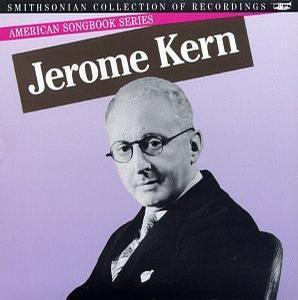 SMITHSONIAN COLLECTION OF RECORDINGS
AMERICAN SONGBOOK SERIES
Jerome Kern